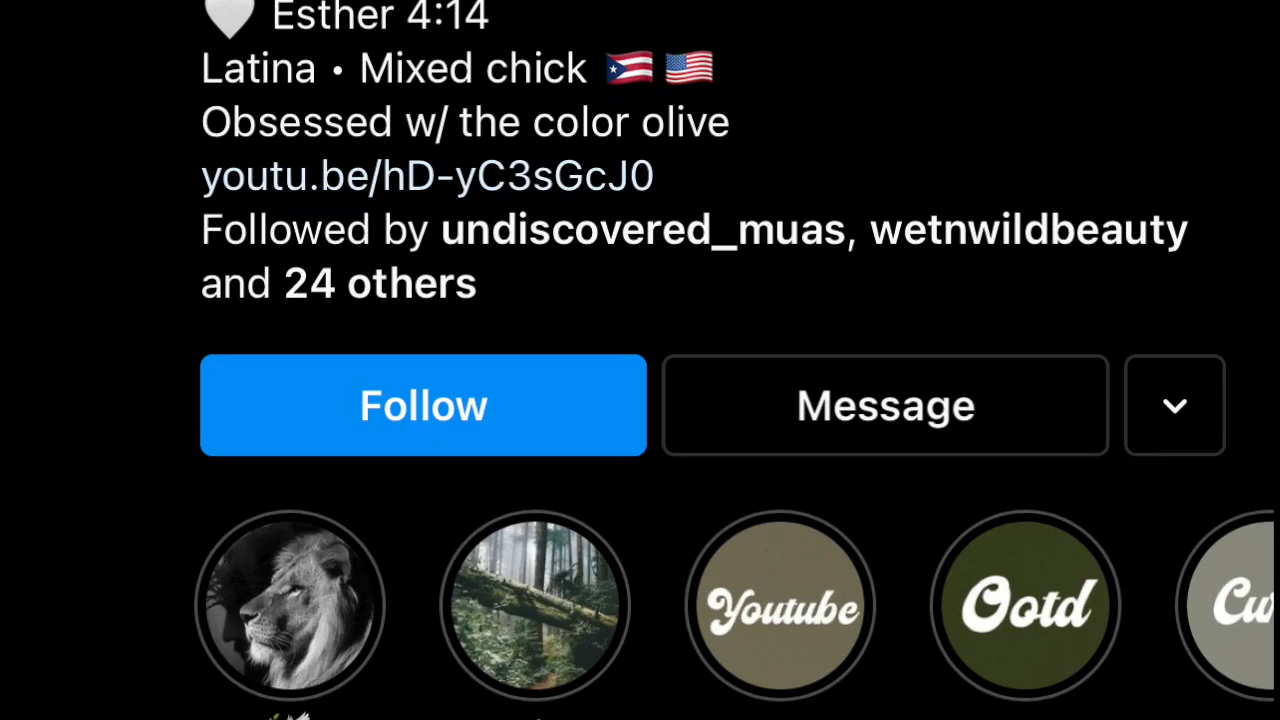 🤍 Esther 4:14
Latina • Mixed chick 🇵🇷 🇺🇸
Obsessed w/ the color olive
youtu.be/hD-yC3sGcJ0
Followed by undiscovered_muas, wetnwildbeauty
and 24 others
Follow
Message
Youtube
Ootd